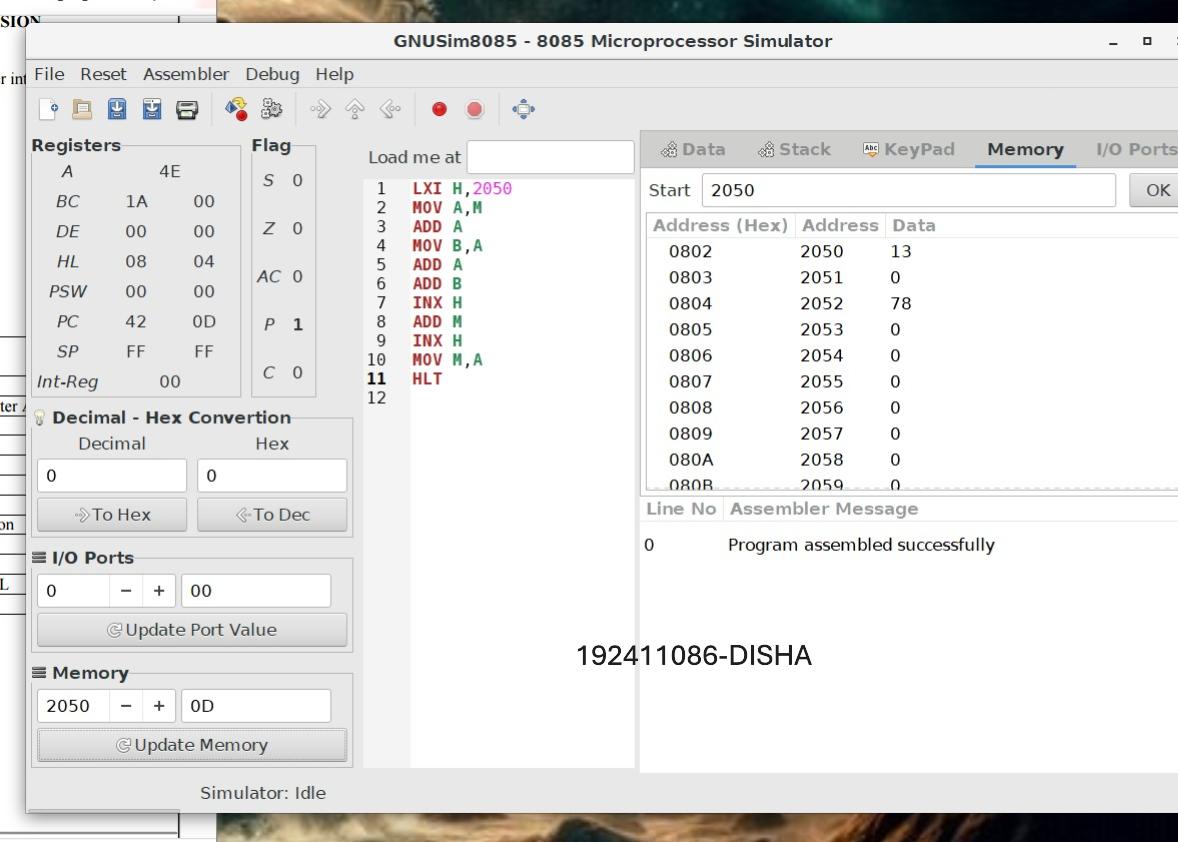 SION
r int
ter
on
L
GNUSim8085 - 8085 Microprocessor Simulator
File Reset Assembler Debug Help
Registers
A 4E
BC 1A 00
DE 00 00
HL 08 04
PSW 00 00
PC 42 0D
SP FF FF
Int-Reg 00
Flag
S 0
Z 0
AC 0
P 1
C 0
Decimal - Hex Convertion
Decimal Hex
0 0
To Hex To Dec
I/O Ports
0 − + 00
Update Port Value
Memory
2050 − + 0D
Update Memory
Simulator: Idle
Load me at
1 LXI H,2050
2 MOV A,M
3 ADD A
4 MOV B,A
5 ADD A
6 ADD B
7 INX H
8 ADD M
9 INX H
10 MOV M,A
11 HLT
12
Data Stack Abc KeyPad Memory I/O Ports
Start 2050 OK
Address (Hex) Address Data
0802 2050 13
0803 2051 0
0804 2052 78
0805 2053 0
0806 2054 0
0807 2055 0
0808 2056 0
0809 2057 0
080A 2058 0
080B 2059 0
Line No Assembler Message
0 Program assembled successfully
192411086-DISHA